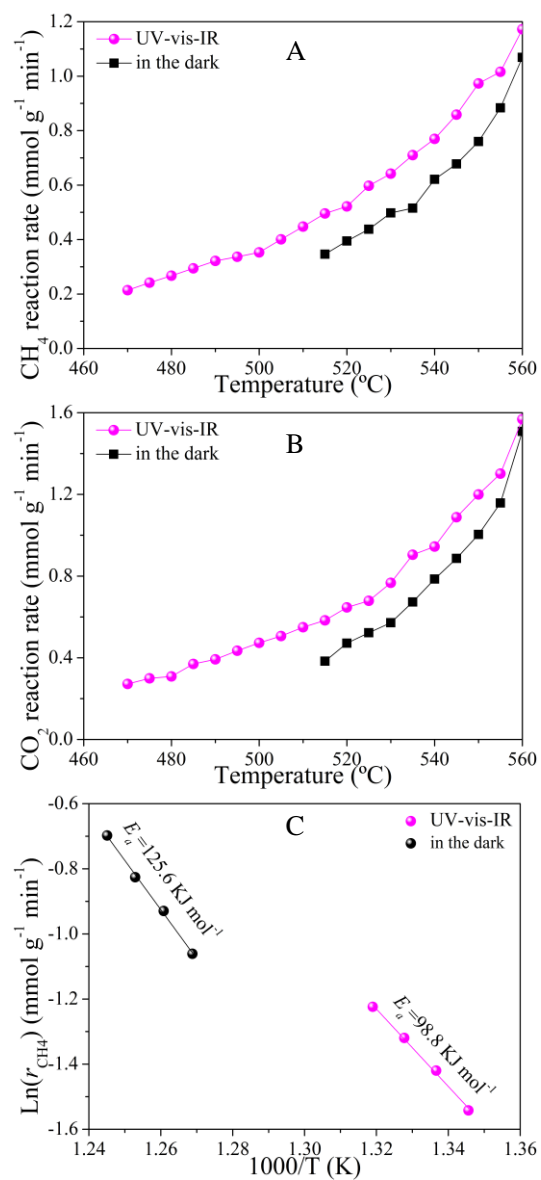 CH₄ reaction rate (mmol g⁻¹ min⁻¹)
1.2
1.0
0.8
0.6
0.4
0.2
0.0
UV-vis-IR
in the dark
A
460 480 500 520 540 560
Temperature (ºC)
CO₂ reaction rate (mmol g⁻¹ min⁻¹)
1.6
1.2
0.8
0.4
0.0
UV-vis-IR
in the dark
B
460 480 500 520 540 560
Temperature (ºC)
Ln(r_CH4) (mmol g⁻¹ min⁻¹)
-0.6
-0.8
-1.0
-1.2
-1.4
-1.6
C
UV-vis-IR
in the dark
Eₐ=125.6 KJ mol⁻¹
Eₐ=98.8 KJ mol⁻¹
1.24 1.26 1.28 1.30 1.32 1.34 1.36
1000/T (K)